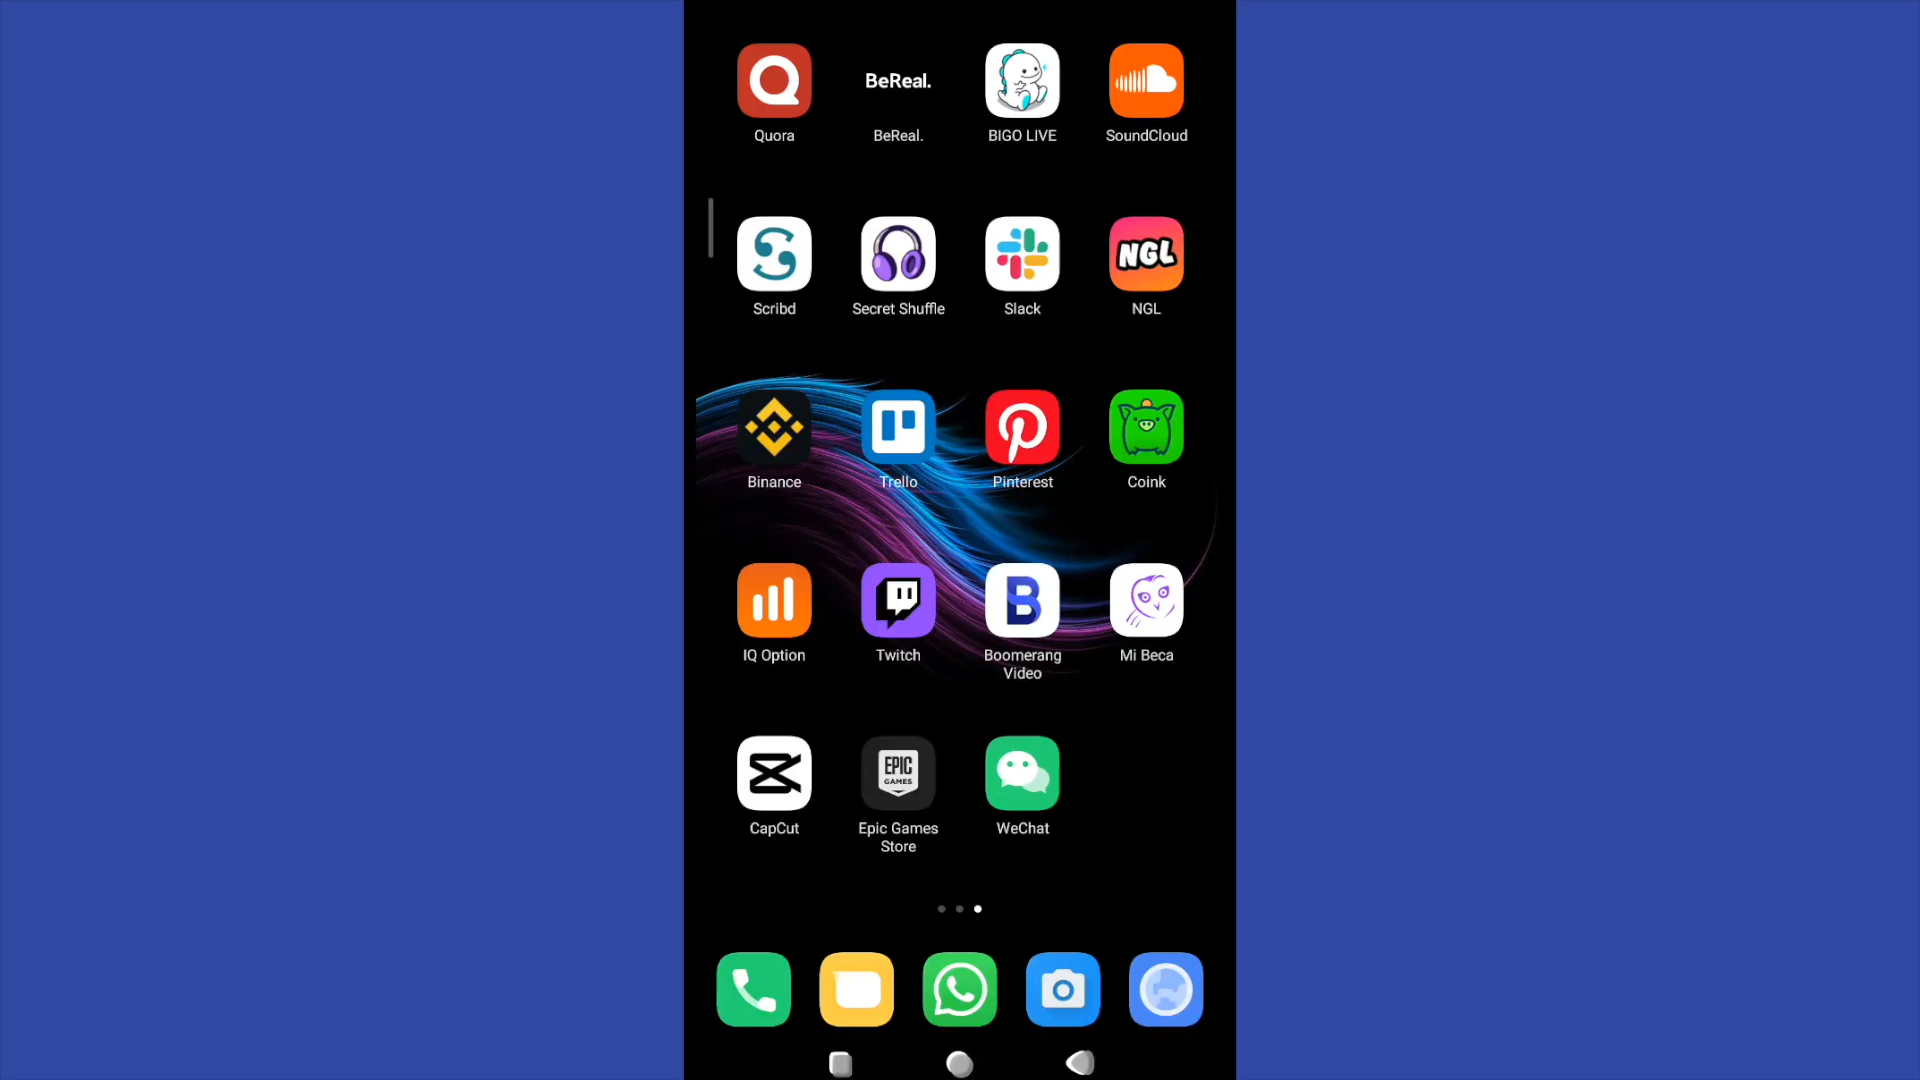 BeReal.
Quora
BeReal.
BIGO LIVE
SoundCloud
NGL
Scribd
Secret Shuffle
Slack
NGL
Binance
Trello
Pinterest
Coink
B
IQ Option
Twitch
Boomerang
Video
Mi Beca
EPIC
GAMES
CapCut
Epic Games
Store
WeChat